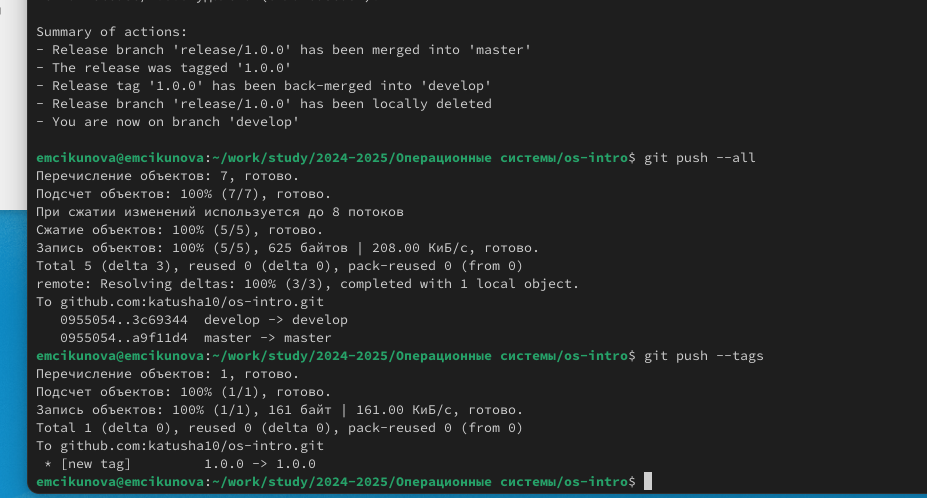 Summary of actions:
- Release branch 'release/1.0.0' has been merged into 'master'
- The release was tagged '1.0.0'
- Release tag '1.0.0' has been back-merged into 'develop'
- Release branch 'release/1.0.0' has been locally deleted
- You are now on branch 'develop'
emcikunova@emcikunova:~/work/study/2024-2025/Операционные системы/os-intro$ git push --all
Перечисление объектов: 7, готово.
Подсчет объектов: 100% (7/7), готово.
При сжатии изменений используется до 8 потоков
Сжатие объектов: 100% (5/5), готово.
Запись объектов: 100% (5/5), 625 байтов | 208.00 КиБ/с, готово.
Total 5 (delta 3), reused 0 (delta 0), pack-reused 0 (from 0)
remote: Resolving deltas: 100% (3/3), completed with 1 local object.
To github.com:katusha10/os-intro.git
   0955054..3c69344  develop -> develop
   0955054..a9f11d4  master -> master
emcikunova@emcikunova:~/work/study/2024-2025/Операционные системы/os-intro$ git push --tags
Перечисление объектов: 1, готово.
Подсчет объектов: 100% (1/1), готово.
Запись объектов: 100% (1/1), 161 байт | 161.00 КиБ/с, готово.
Total 1 (delta 0), reused 0 (delta 0), pack-reused 0 (from 0)
To github.com:katusha10/os-intro.git
 * [new tag]         1.0.0 -> 1.0.0
emcikunova@emcikunova:~/work/study/2024-2025/Операционные системы/os-intro$